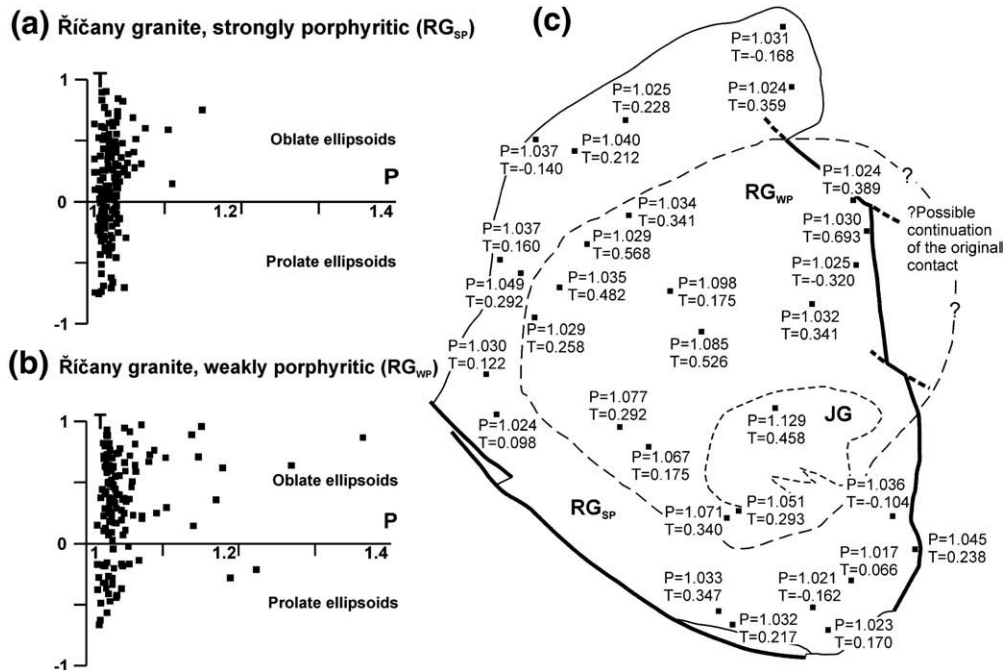 (a) Říčany granite, strongly porphyritic (RGSP)
1
T
Oblate ellipsoids
P
0
1
1.2
1.4
Prolate ellipsoids
-1
(b) Říčany granite, weakly porphyritic (RGWP)
1
T
Oblate ellipsoids
P
0
1
1.2
1.4
Prolate ellipsoids
-1
(c)
P=1.031
T=-0.168
P=1.024
T=0.359
P=1.025
T=0.228
P=1.040
T=0.212
P=1.037
T=-0.140
RGWP
P=1.024
T=0.389
?
?Possible
continuation
of the original
contact
?
P=1.034
T=0.341
P=1.030
T=0.693
P=1.037
T=0.160
P=1.029
T=0.568
P=1.025
T=-0.320
P=1.049
T=0.292
P=1.035
T=0.482
P=1.098
T=0.175
P=1.032
T=0.341
P=1.029
T=0.258
P=1.085
T=0.526
P=1.030
T=0.122
P=1.024
T=0.098
P=1.077
T=0.292
JG
P=1.129
T=0.458
P=1.067
T=0.175
P=1.036
T=-0.104
RGSP
P=1.071
T=0.340
P=1.051
T=0.293
P=1.045
T=0.238
P=1.017
T=0.066
P=1.033
T=0.347
P=1.021
T=-0.162
P=1.032
T=0.217
P=1.023
T=0.170